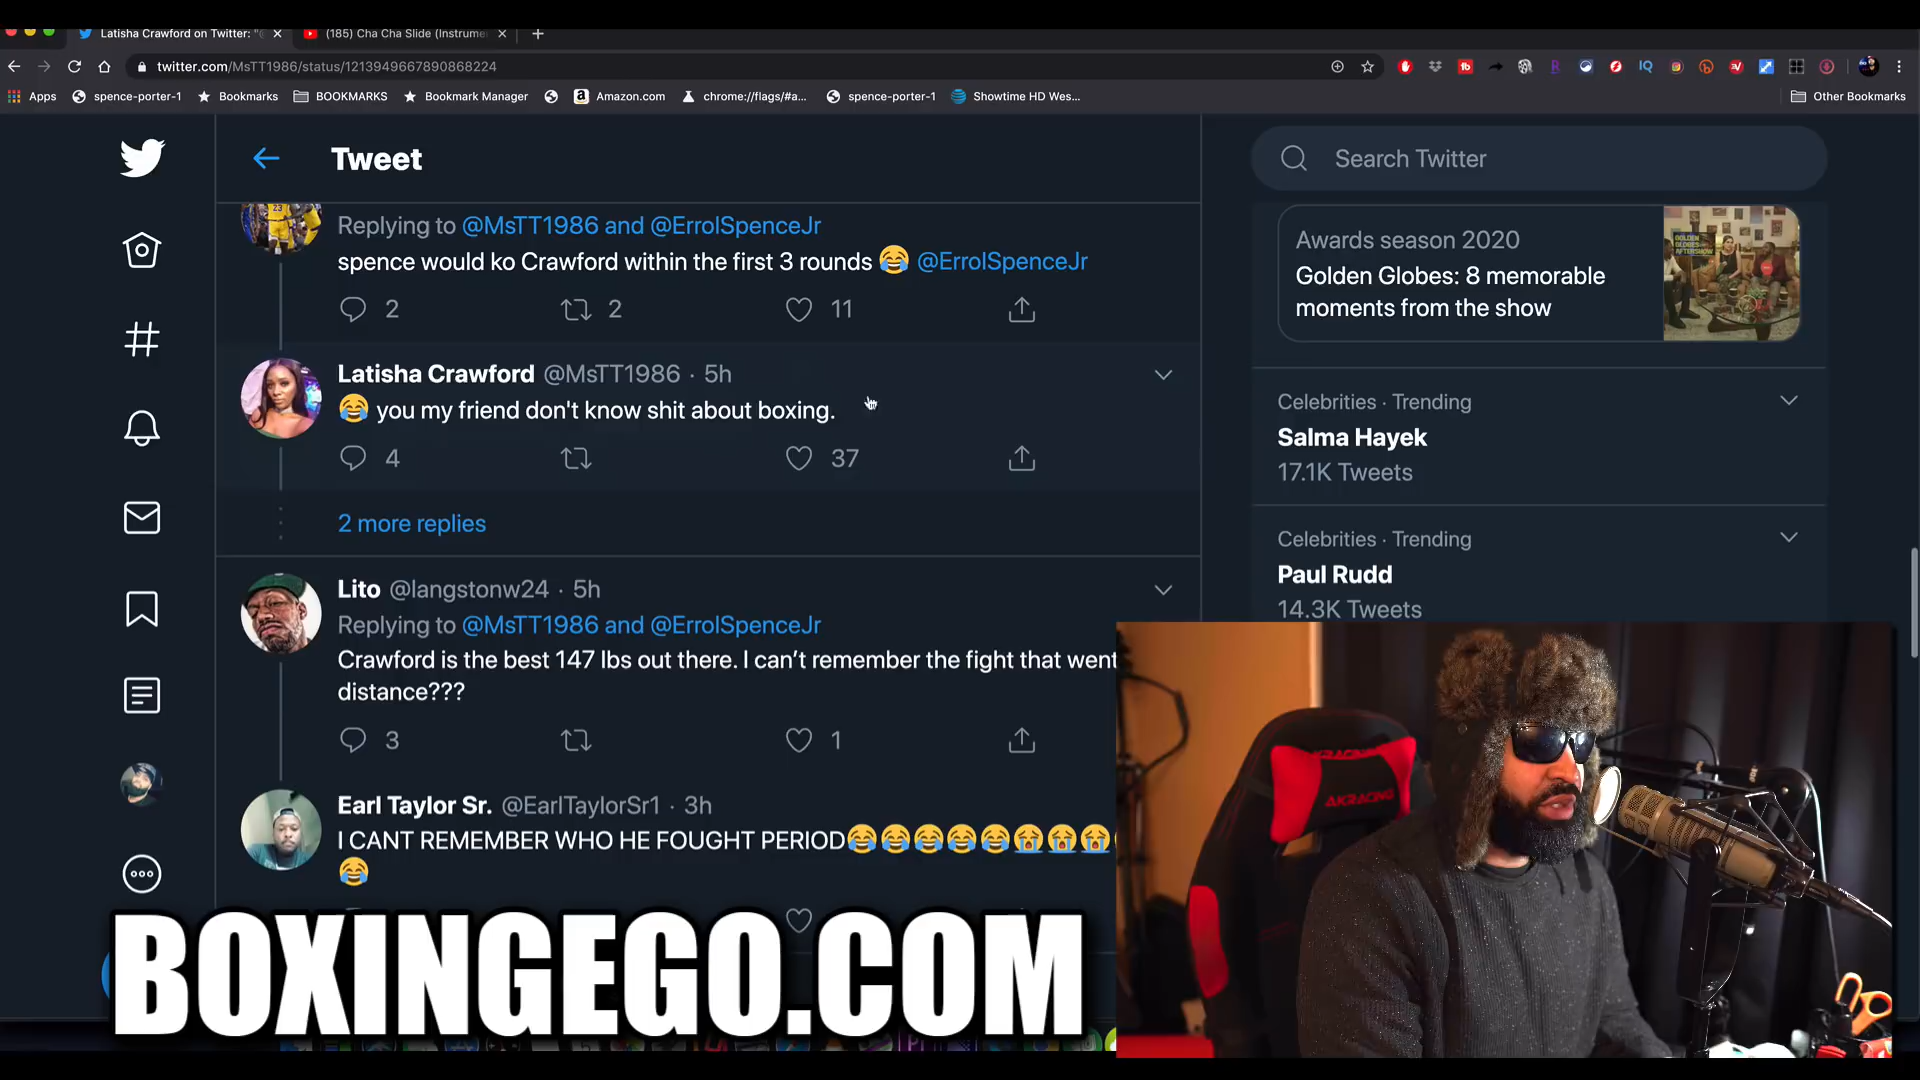 Latisha Crawford on Twitter: "
(185) Cha Cha Slide (Instrume
twitter.com/MsTT1986/status/1213949667890868224
Apps
spence-porter-1
Bookmarks
BOOKMARKS
Bookmark Manager
Amazon.com
chrome://flags/#a...
spence-porter-1
Showtime HD Wes...
Other Bookmarks
Tweet
Search Twitter
Replying to @MsTT1986 and @ErrolSpenceJr
spence would ko Crawford within the first 3 rounds 😂 @ErrolSpenceJr
2 2 11
Latisha Crawford @MsTT1986 · 5h
😂 you my friend don't know shit about boxing.
4 37
2 more replies
Lito @langstonw24 · 5h
Replying to @MsTT1986 and @ErrolSpenceJr
Crawford is the best 147 lbs out there. I can't remember the fight that went
distance???
3 1
Earl Taylor Sr. @EarlTaylorSr1 · 3h
I CANT REMEMBER WHO HE FOUGHT PERIOD😂😂😂😂😂😭😭😭
😂
Awards season 2020
Golden Globes: 8 memorable
moments from the show
Celebrities · Trending
Salma Hayek
17.1K Tweets
Celebrities · Trending
Paul Rudd
14.3K Tweets
AKRACING
AKRACING
BOXINGEGO.COM